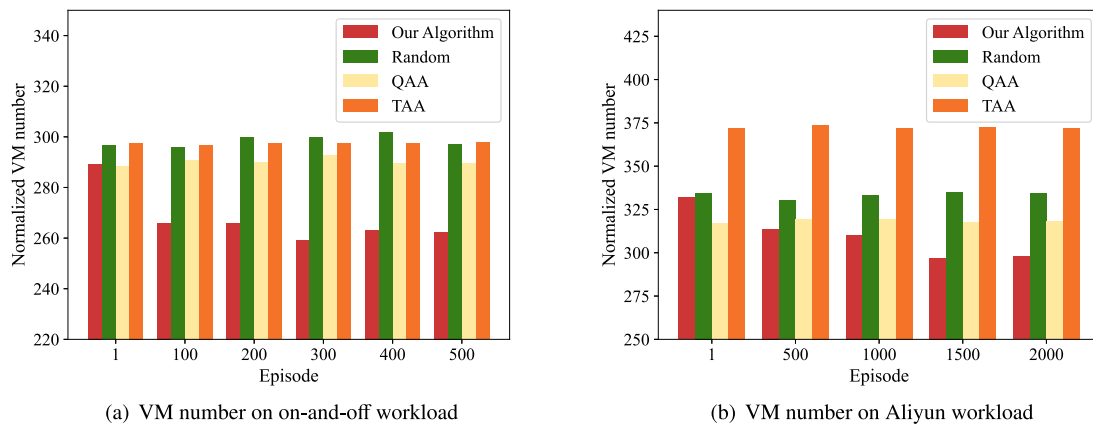 340
320
300
280
260
240
220
Normalized VM number
Our Algorithm
Random
QAA
TAA
1 100 200 300 400 500
Episode
(a) VM number on on-and-off workload
425
400
375
350
325
300
275
250
Normalized VM number
Our Algorithm
Random
QAA
TAA
1 500 1000 1500 2000
Episode
(b) VM number on Aliyun workload